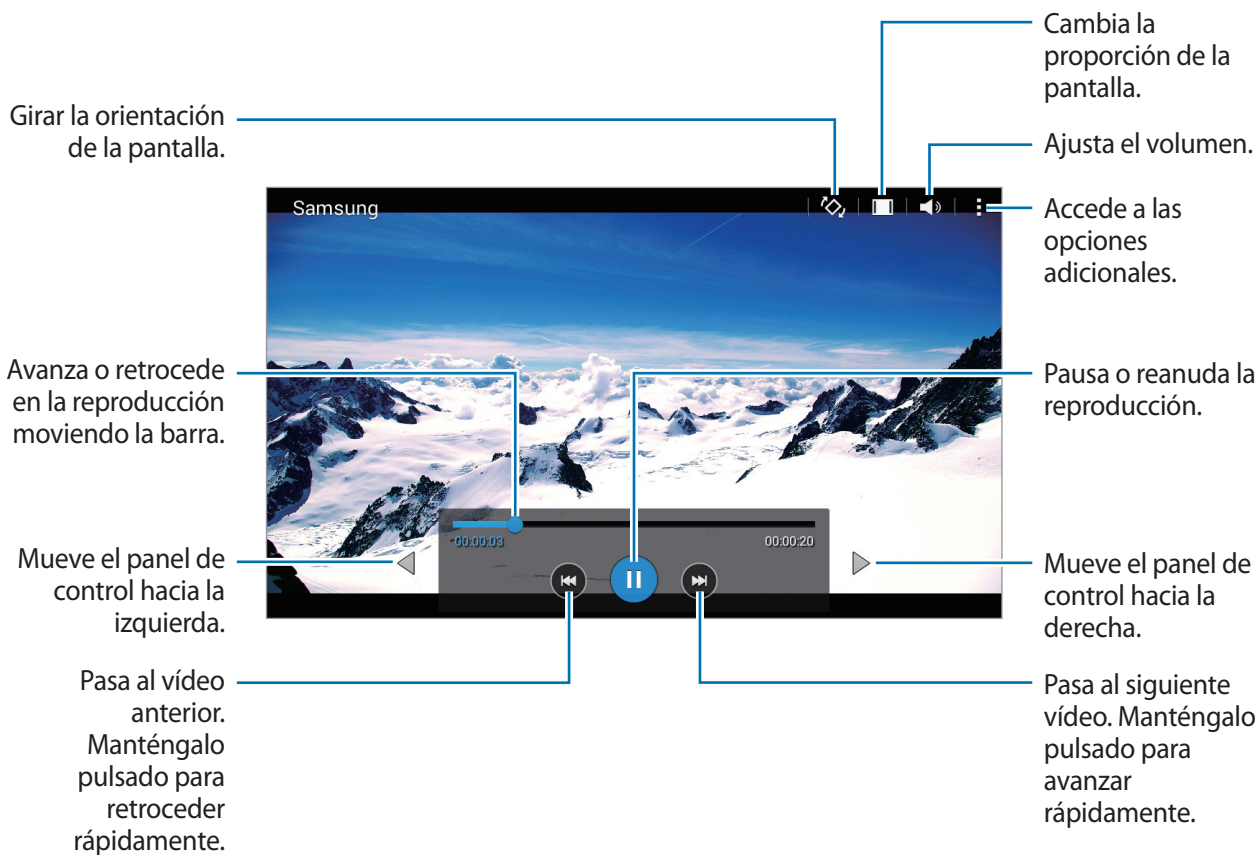 Cambia la
proporción de la
pantalla.
Girar la orientación
de la pantalla.
Ajusta el volumen.
Samsung
Accede a las
opciones
adicionales.
Avanza o retrocede
en la reproducción
moviendo la barra.
Pausa o reanuda la
reproducción.
00:00:03
00:00:20
Mueve el panel de
control hacia la
izquierda.
Mueve el panel de
control hacia la
derecha.
Pasa al vídeo
anterior.
Manténgalo
pulsado para
retroceder
rápidamente.
Pasa al siguiente
vídeo. Manténgalo
pulsado para
avanzar
rápidamente.